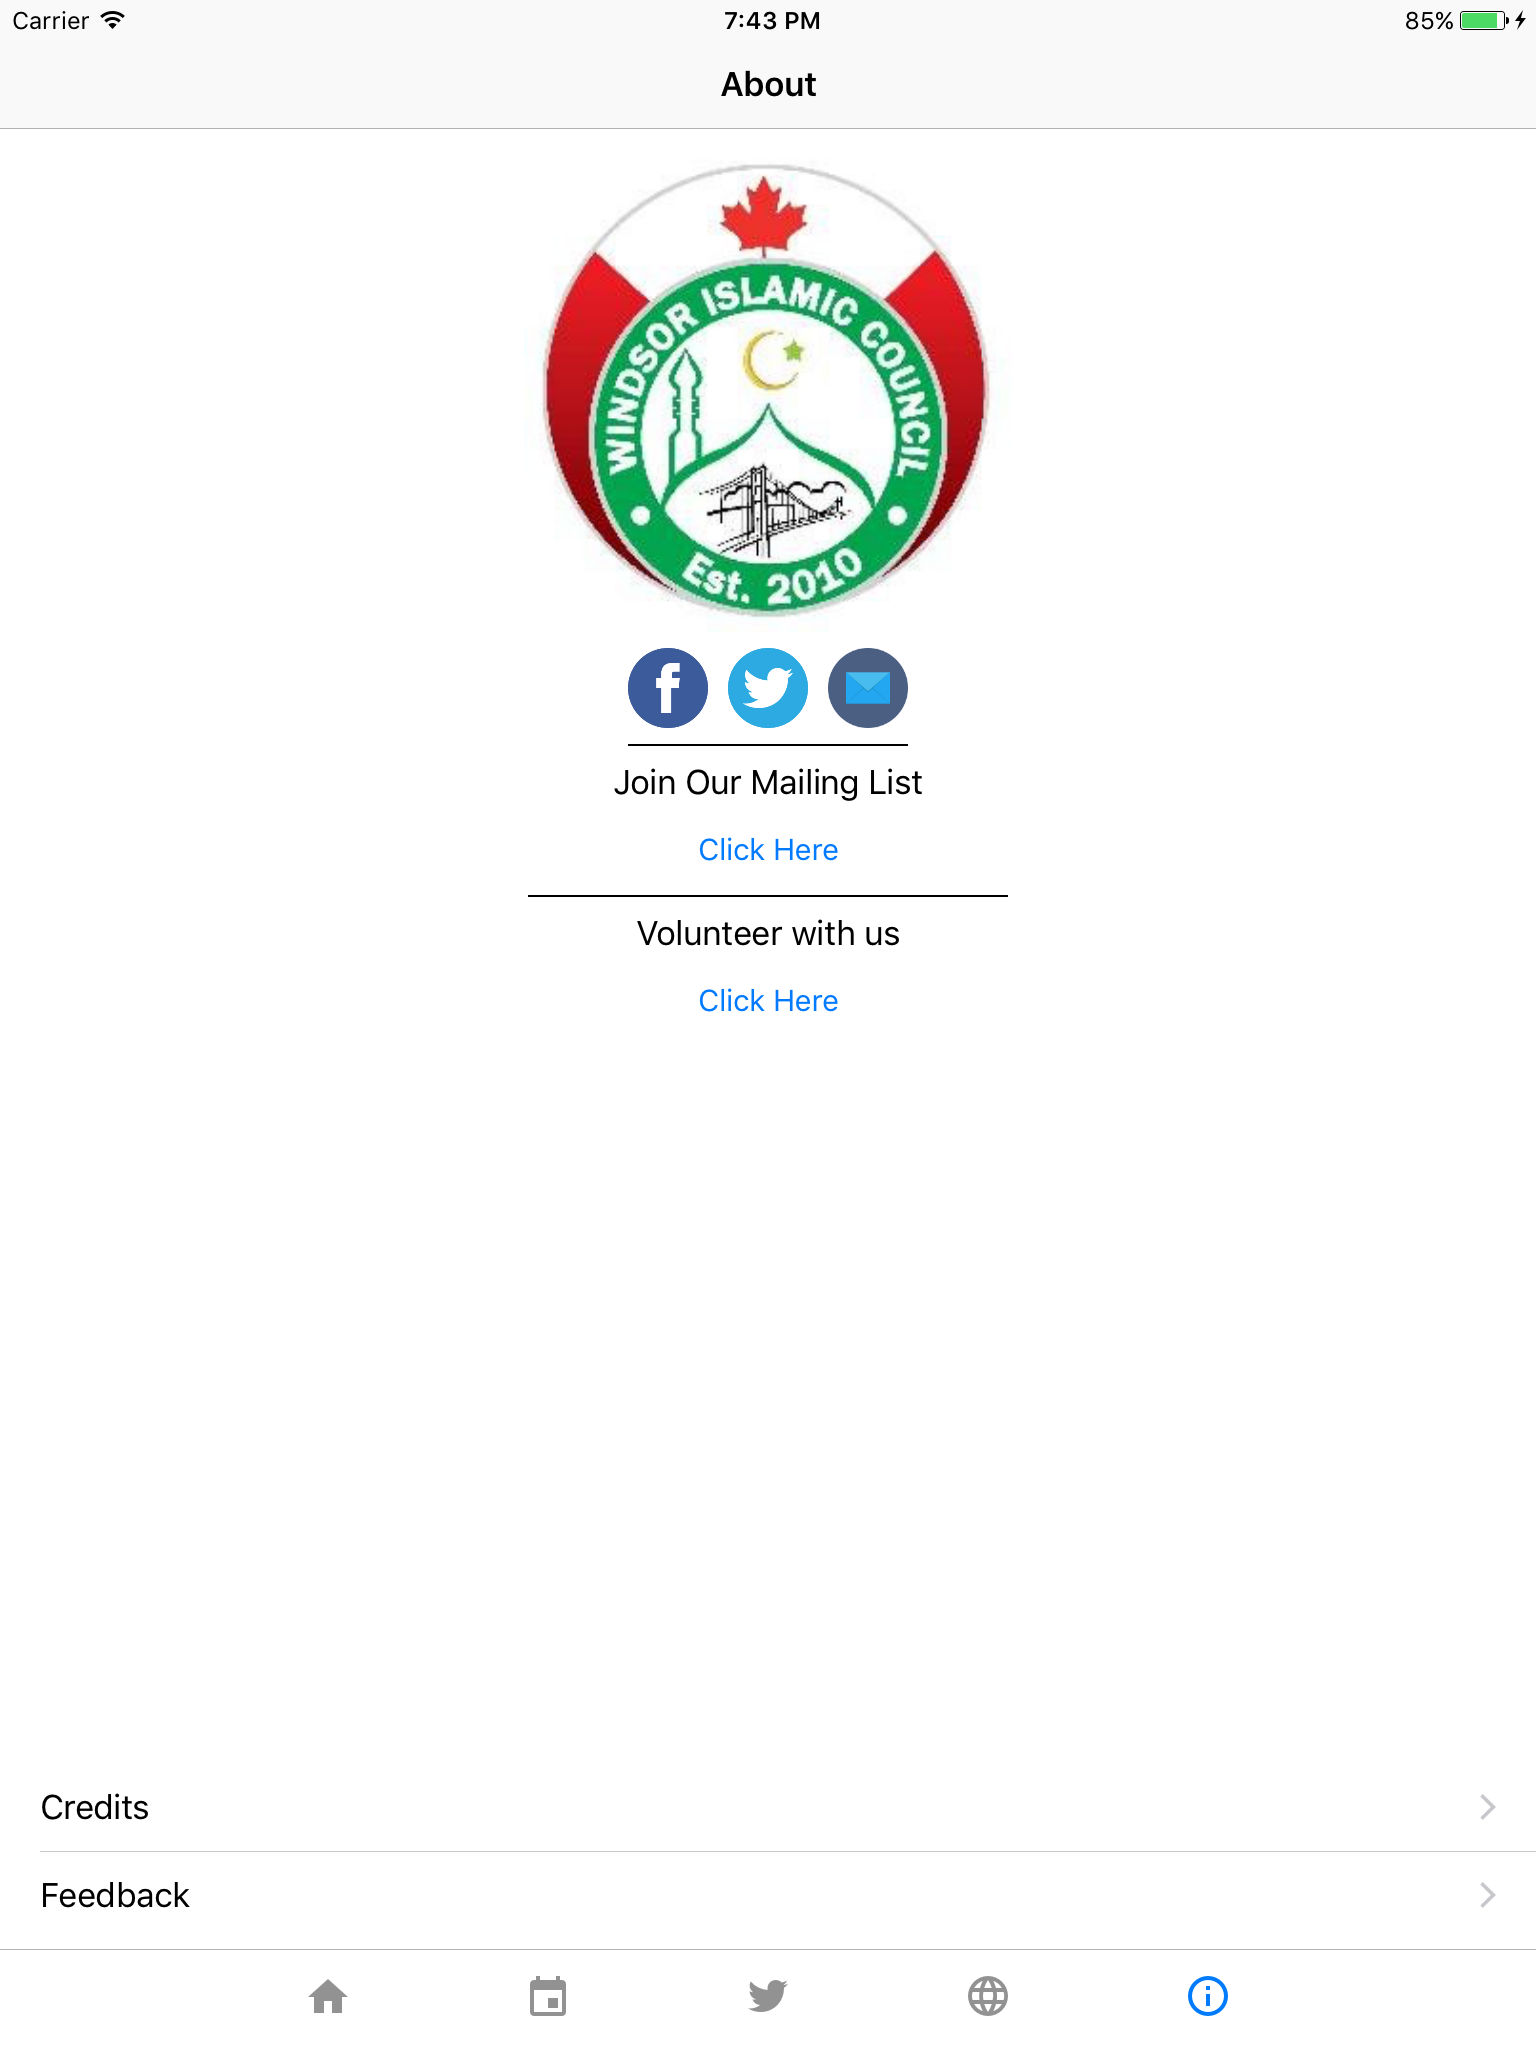 Carrier 7:43 PM 85%
About
WINDSOR ISLAMIC COUNCIL
Est. 2010
Join Our Mailing List
Click Here
Volunteer with us
Click Here
Credits
Feedback